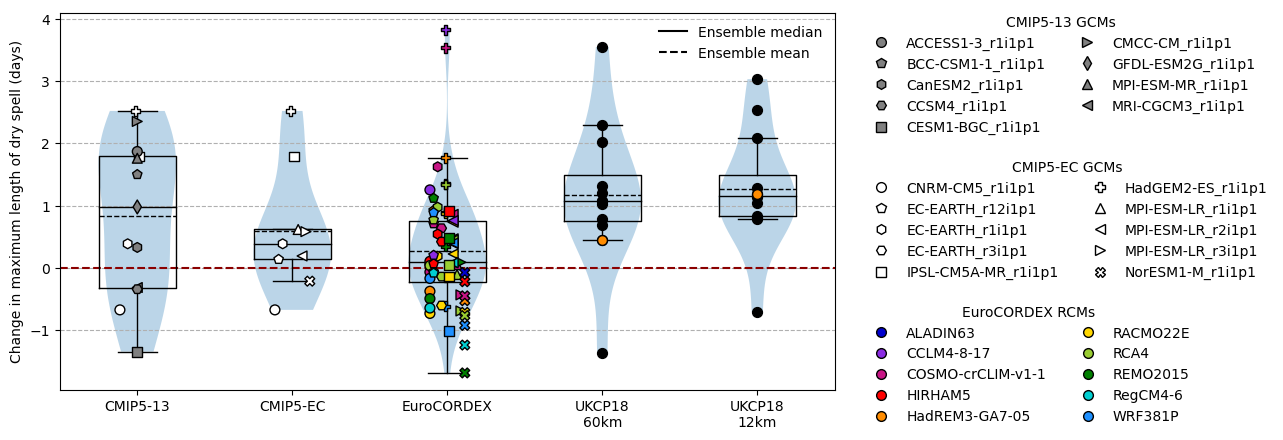 Change in maximum length of dry spell (days)
4
3
2
1
0
−1
CMIP5-13
CMIP5-EC
EuroCORDEX
UKCP18
60km
UKCP18
12km
Ensemble median
Ensemble mean
CMIP5-13 GCMs
ACCESS1-3_r1i1p1
BCC-CSM1-1_r1i1p1
CanESM2_r1i1p1
CCSM4_r1i1p1
CESM1-BGC_r1i1p1
CMCC-CM_r1i1p1
GFDL-ESM2G_r1i1p1
MPI-ESM-MR_r1i1p1
MRI-CGCM3_r1i1p1
CMIP5-EC GCMs
CNRM-CM5_r1i1p1
EC-EARTH_r12i1p1
EC-EARTH_r1i1p1
EC-EARTH_r3i1p1
IPSL-CM5A-MR_r1i1p1
HadGEM2-ES_r1i1p1
MPI-ESM-LR_r1i1p1
MPI-ESM-LR_r2i1p1
MPI-ESM-LR_r3i1p1
NorESM1-M_r1i1p1
EuroCORDEX RCMs
ALADIN63
CCLM4-8-17
COSMO-crCLIM-v1-1
HIRHAM5
HadREM3-GA7-05
RACMO22E
RCA4
REMO2015
RegCM4-6
WRF381P